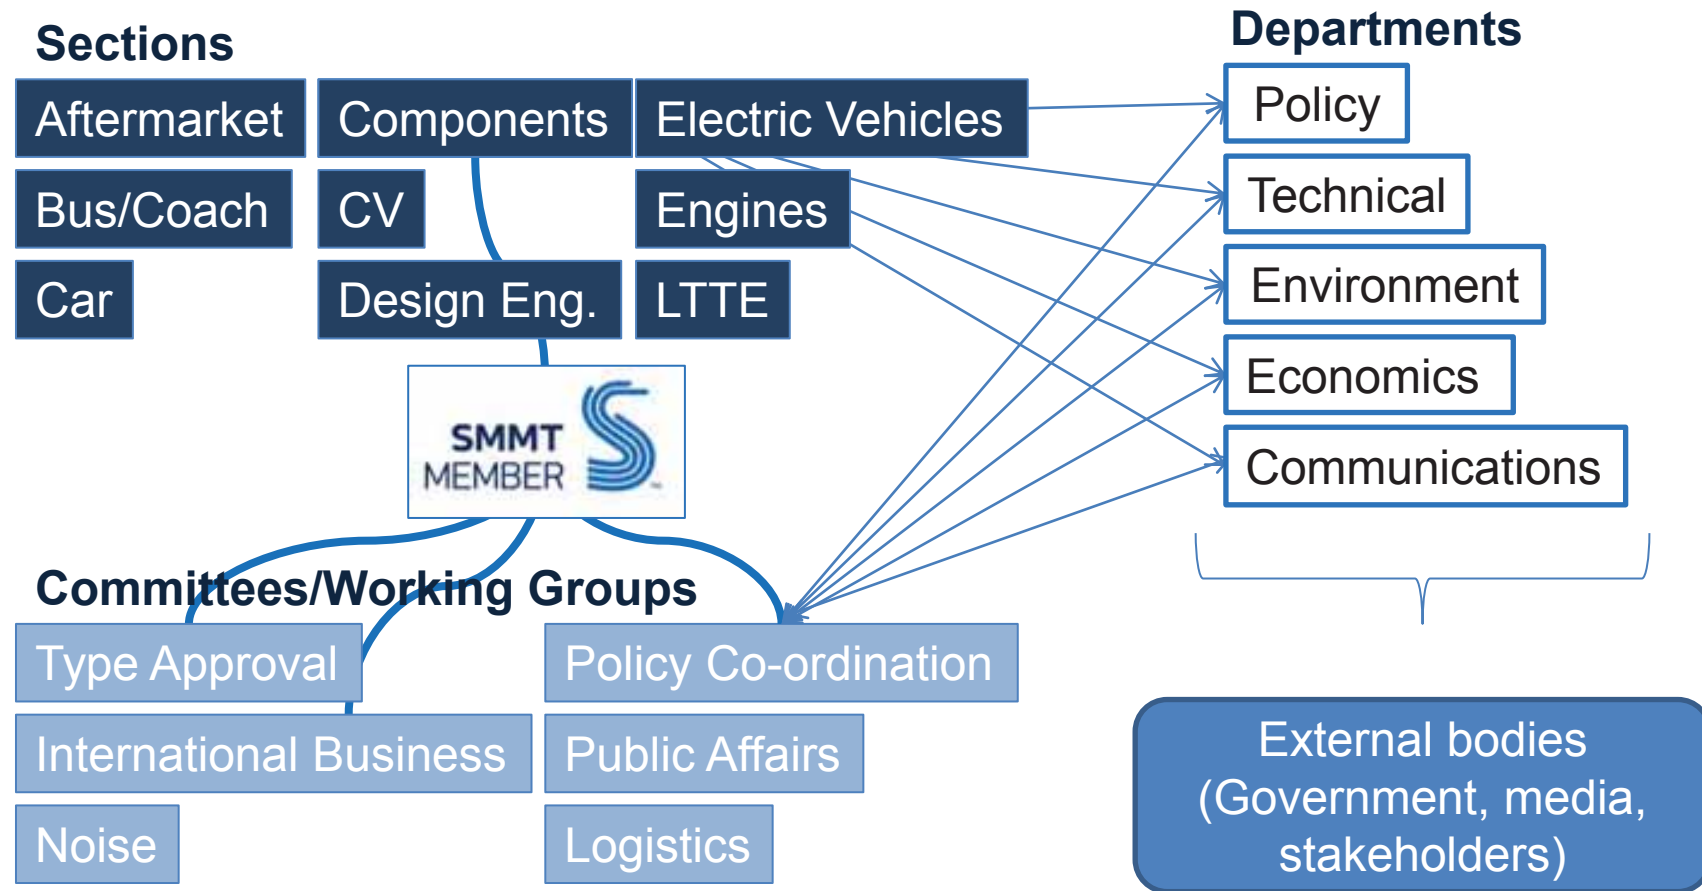 Sections
Aftermarket
Components
Electric Vehicles
Bus/Coach
CV
Engines
Car
Design Eng.
LTTE
SMMT
MEMBER
Departments
Policy
Technical
Environment
Economics
Communications
Committees/Working Groups
Type Approval
Policy Co-ordination
International Business
Public Affairs
Noise
Logistics
External bodies
(Government, media,
stakeholders)